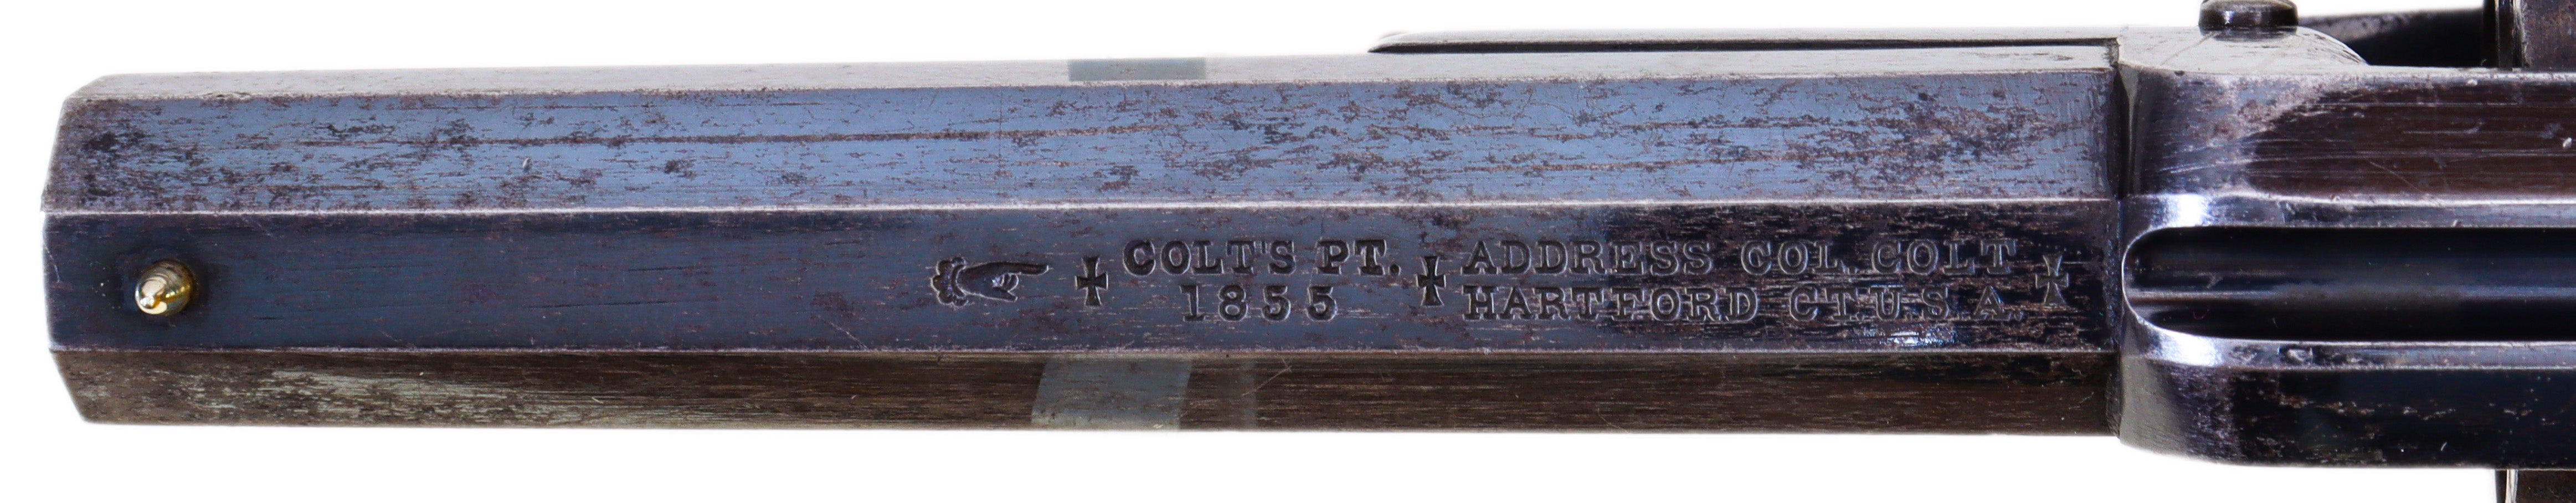 COLT'S PT.
1855
ADDRESS COL. COLT
HARTFORD CT. U.S.A.